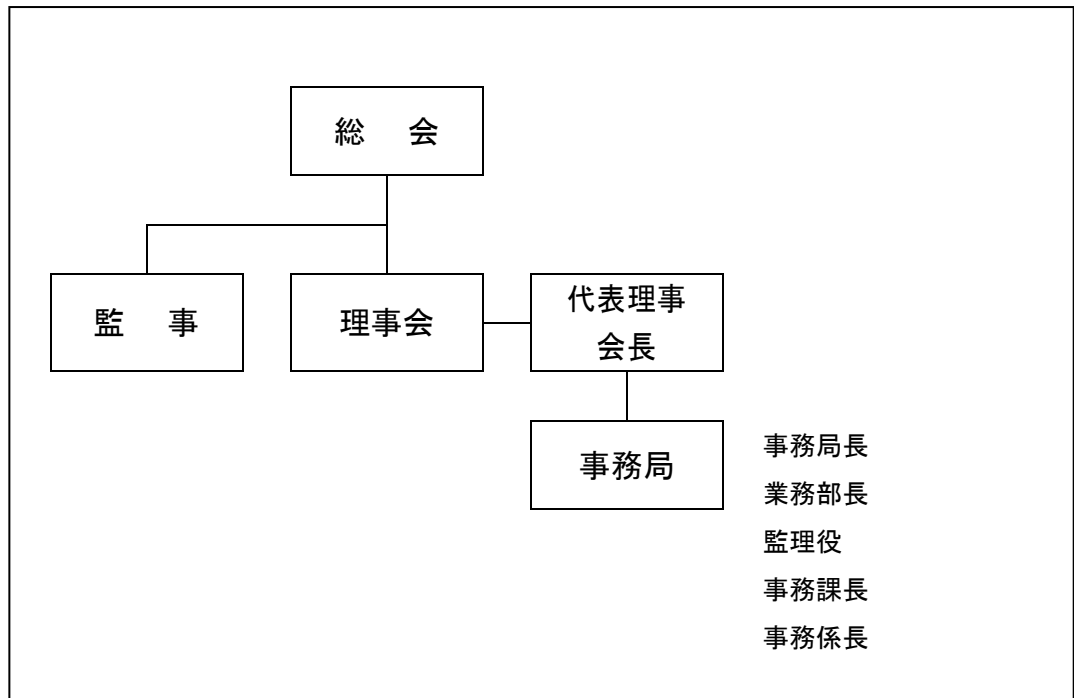 総　会
監　事
理事会
代表理事
会長
事務局
事務局長
業務部長
監理役
事務課長
事務係長